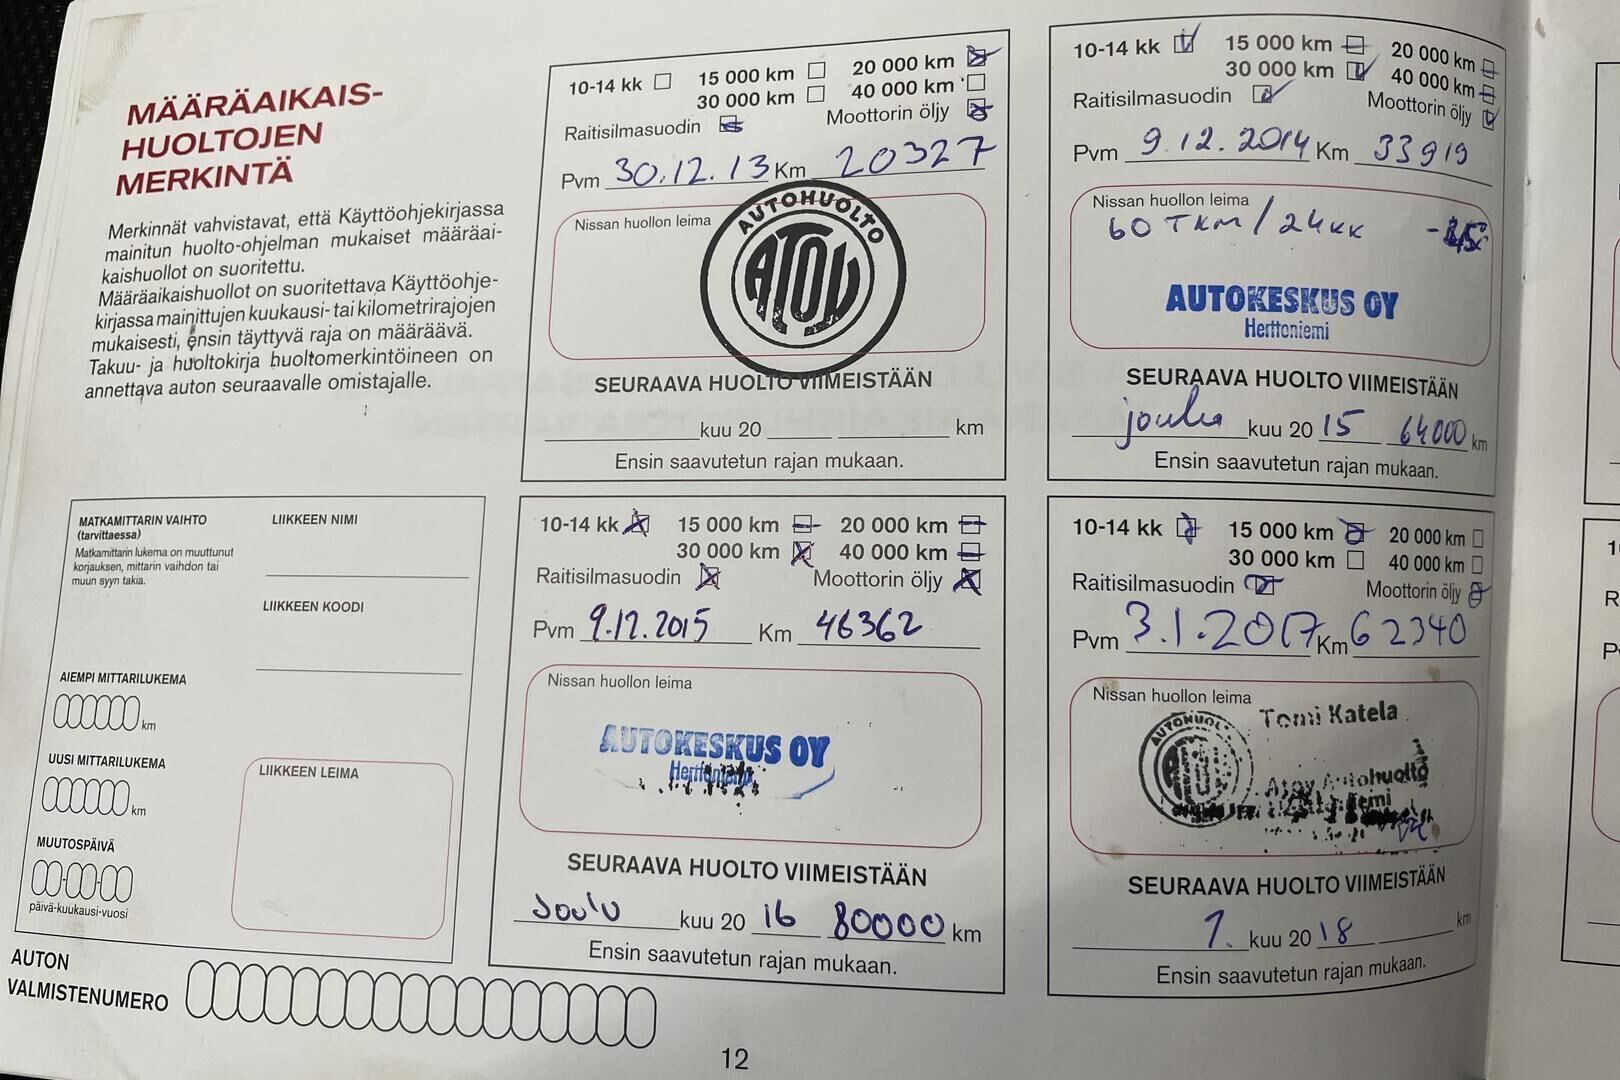 MÄÄRÄAIKAIS-
HUOLTOJEN
MERKINTÄ
Merkinnät vahvistavat, että Käyttöohjekirjassa
mainitun huolto-ohjelman mukaiset määräai-
kaishuollot on suoritettu.
Määräaikaishuollot on suoritettava Käyttöohje-
kirjassa mainittujen kuukausi- tai kilometrirajojen
mukaisesti, ensin täyttyvä raja on määräävä.
Takuu- ja huoltokirja huoltomerkintöineen on
annettava auton seuraavalle omistajalle.
10-14 kk 15 000 km 20 000 km
30 000 km 40 000 km
Raitisilmasuodin Moottorin öljy
Pvm 30.12.13 Km 20327
Nissan huollon leima
AUTOHUOLTO
ATOY
SEURAAVA HUOLTO VIIMEISTÄÄN
kuu 20 km
Ensin saavutetun rajan mukaan.
10-14 kk 15 000 km 20 000 km
30 000 km 40 000 km
Raitisilmasuodin Moottorin öljy
Pvm 9.12.2014 Km 33919
Nissan huollon leima
60 TKM / 24KK
AUTOKESKUS OY
Herttoniemi
SEURAAVA HUOLTO VIIMEISTÄÄN
joulu kuu 20 15 64000 km
Ensin saavutetun rajan mukaan.
MATKAMITTARIN VAIHTO
(tarvittaessa)
Matkamittarin lukema on muuttunut
korjauksen, mittarin vaihdon tai
muun syyn takia.
LIIKKEEN NIMI
LIIKKEEN KOODI
AIEMPI MITTARILUKEMA
km
UUSI MITTARILUKEMA
km
LIIKKEEN LEIMA
MUUTOSPÄIVÄ
päivä-kuukausi-vuosi
10-14 kk 15 000 km 20 000 km
30 000 km 40 000 km
Raitisilmasuodin Moottorin öljy
Pvm 9.12.2015 Km 46362
Nissan huollon leima
AUTOKESKUS OY
Herttoniemi
SEURAAVA HUOLTO VIIMEISTÄÄN
Joulu kuu 20 16 80000 km
Ensin saavutetun rajan mukaan.
10-14 kk 15 000 km 20 000 km
30 000 km 40 000 km
Raitisilmasuodin Moottorin öljy
Pvm 3.1.2017 Km 62340
Nissan huollon leima
Tomi Katela
Atoy Autohuolto
SEURAAVA HUOLTO VIIMEISTÄÄN
1. kuu 20 18 km
Ensin saavutetun rajan mukaan.
AUTON
VALMISTENUMERO
12